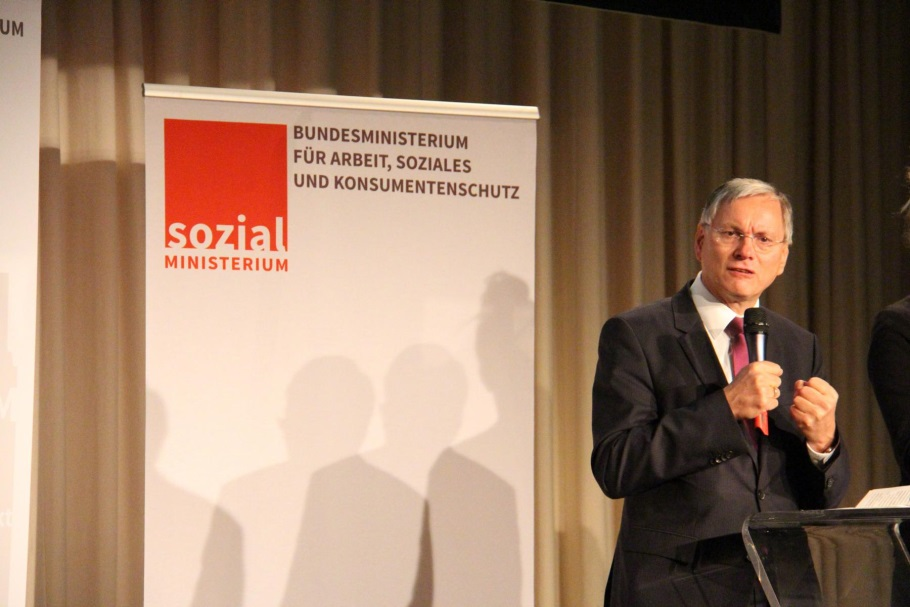 UM
BUNDESMINISTERIUM
FÜR ARBEIT, SOZIALES
UND KONSUMENTENSCHUTZ
sozial
MINISTERIUM